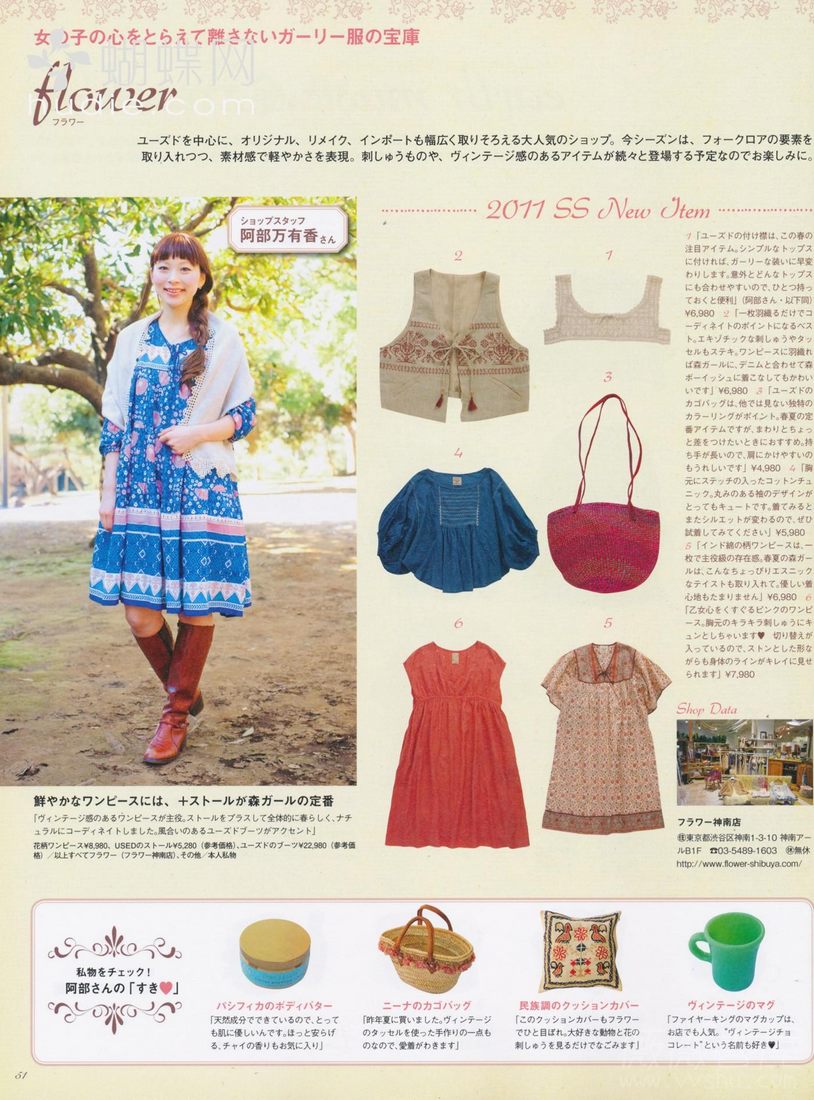 女の子の心をとらえて離さないガーリー服の宝庫
蝴蝶网
flower
フラワー
ユーズドを中心に、オリジナル、リメイク、インポートも幅広く取りそろえる大人気のショップ。今シーズンは、フォークロアの要素を
取り入れつつ、素材感で軽やかさを表現。刺しゅうものや、ヴィンテージ感のあるアイテムが続々と登場する予定なのでお楽しみに。
ショップスタッフ
阿部万有香さん
2011 SS New Item
2
1
3
4
6
5
1「ユーズドの付け襟は、この春の
注目アイテム。シンプルなトップス
に付ければ、ガーリーな装いに早変
わりします。意外とどんなトップス
にも合わせやすいので、ひとつ持っ
ておくと便利」(阿部さん・以下同)
¥6,980 2「一枚羽織るだけでコ
ーディネイトのポイントになるベス
ト。エキゾチックな刺しゅうやタッ
セルもステキ。ワンピースに羽織れ
ば森ガールに、デニムと合わせて森
ボーイッシュに着こなしてもかわい
いです」¥6,980 3「ユーズドの
カゴバッグは、他では見ない独特の
カラーリングがポイント。春夏の定
番アイテムですが、まわりとちょっ
と差をつけたいときにおすすめ。持
ち手が長いので、肩にかけやすいの
もうれしいです」¥4,980 4「胸
元にステッチの入ったコットンチュ
ニック。丸みのある袖のデザインが
とってもキュートです。着てみると
またシルエットが変わるので、ぜひ
試着してみてください」¥5,980
5「インド綿の柄ワンピースは、一
枚で主役級の存在感。春夏の森ガー
ルは、こんなちょっぴりエスニック
なテイストも取り入れて。優しい着
心地もたまりません」¥6,980 6
「乙女心をくすぐるピンクのワンピ
ース。胸元のキラキラ刺しゅうにキ
ュンとしちゃいます♥ 切り替えが
入っているので、ストンとした形な
がらも身体のラインがキレイに見せ
られます」¥7,980
Shop Data
フラワー神南店
㊟東京都渋谷区神南1-3-10 神南アー
ルB1F ☎03-5489-1603 ㊡無休
http://www.flower-shibuya.com/
鮮やかなワンピースには、＋ストールが森ガールの定番
「ヴィンテージ感のあるワンピースが主役。ストールをプラスして全体的に春らしく、ナチ
ュラルにコーディネイトしました。風合いのあるユーズドブーツがアクセント」
花柄ワンピース¥8,980、USEDのストール¥5,280（参考価格）、ユーズドのブーツ¥22,980（参考価
格）／以上すべてフラワー（フラワー神南店）、その他／本人私物
私物をチェック！
阿部さんの「すき♥」
パシフィカのボディバター
「天然成分でできているので、とって
も肌に優しいんです。ほっと安らげ
る、チャイの香りもお気に入り」
ニーナのカゴバッグ
「昨年夏に買いました。ヴィンテージ
のタッセルを使った手作りの一点も
のなので、愛着がわきます」
民族調のクッションカバー
「このクッションカバーもフラワー
でひと目ぼれ。大好きな動物と花の
刺しゅうを見るだけでなごみます」
ヴィンテージのマグ
「ファイヤーキングのマグカップは、
お店でも人気。“ヴィンテージチョ
コレート”という名前も好き♥」
51